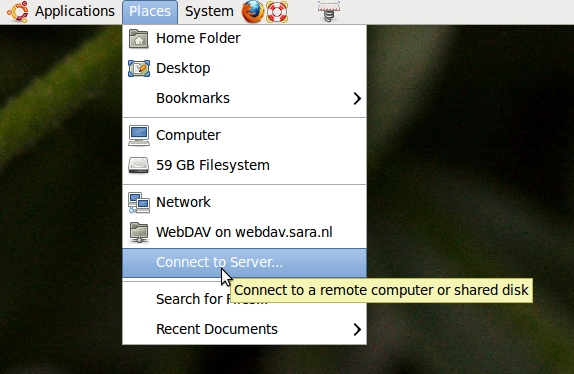 Applications Places System
Home Folder
Desktop
Bookmarks
Computer
59 GB Filesystem
Network
WebDAV on webdav.sara.nl
Connect to Server...
Connect to a remote computer or shared disk
Search for Files...
Recent Documents